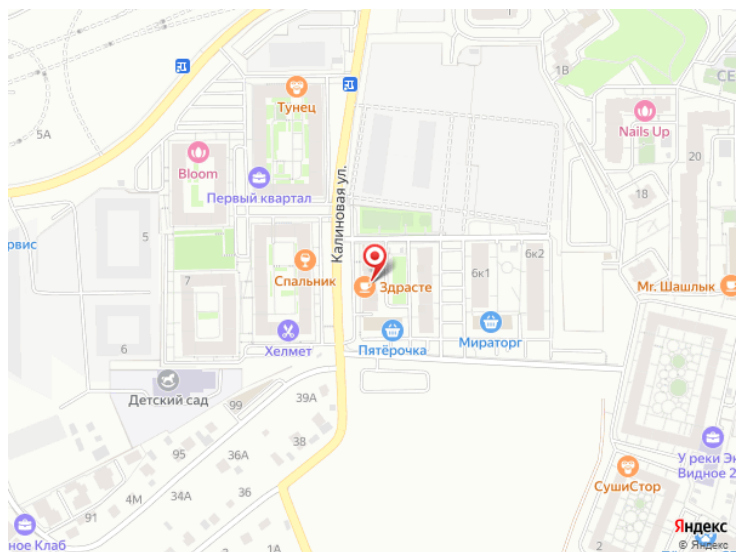 1В
СЕ
Тунец
Nails Up
5А
Bloom
20
Первый квартал
1В
Калиновая ул.
5
рвис
6к2
6к1
7
Спальник
Здрасте
Mr. Шашлык
Хелмет
Пятёрочка
Мираторг
6
Детский сад
99
39А
38
95
36А
У реки Эк
Видное 2
4М
34А
36
СушиСтор
91
ное Клаб
1А
2
Яндекс
© Яндекс